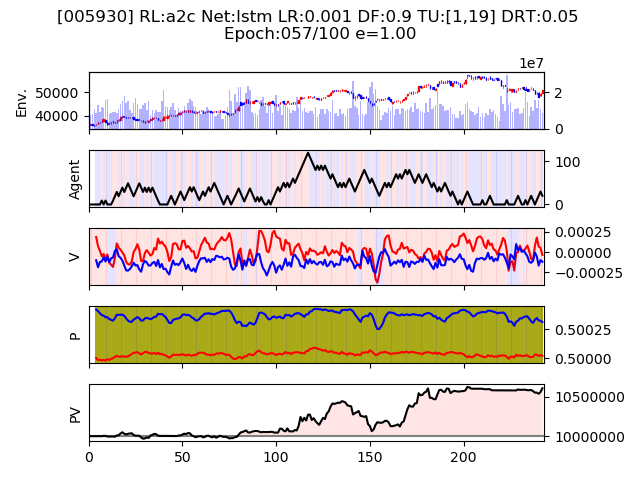 [005930] RL:a2c Net:lstm LR:0.001 DF:0.9 TU:[1,19] DRT:0.05
Epoch:057/100 e=1.00
1e7
Env.
50000
40000
2
0
Agent
100
0
V
0.00025
0.00000
−0.00025
P
0.50025
0.50000
PV
10500000
10000000
0
50
100
150
200